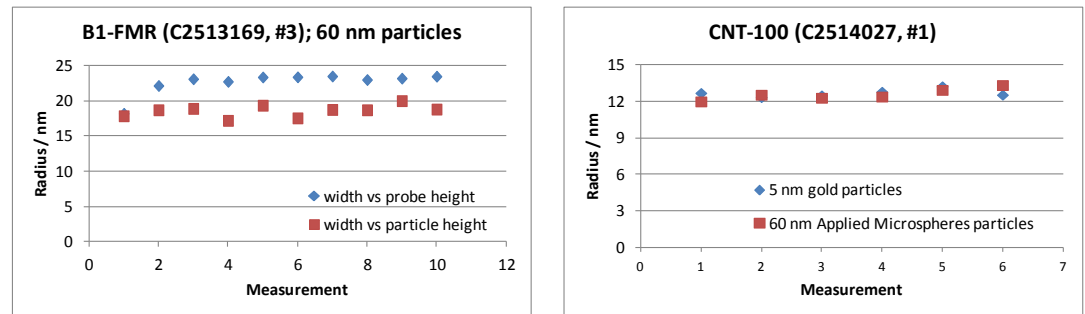 B1-FMR (C2513169, #3); 60 nm particles
25
20
15
10
5
0
Radius / nm
width vs probe height
width vs particle height
0 2 4 6 8 10 12
Measurement
CNT-100 (C2514027, #1)
15
12
9
6
3
0
Radius / nm
5 nm gold particles
60 nm Applied Microspheres particles
0 1 2 3 4 5 6 7
Measurement